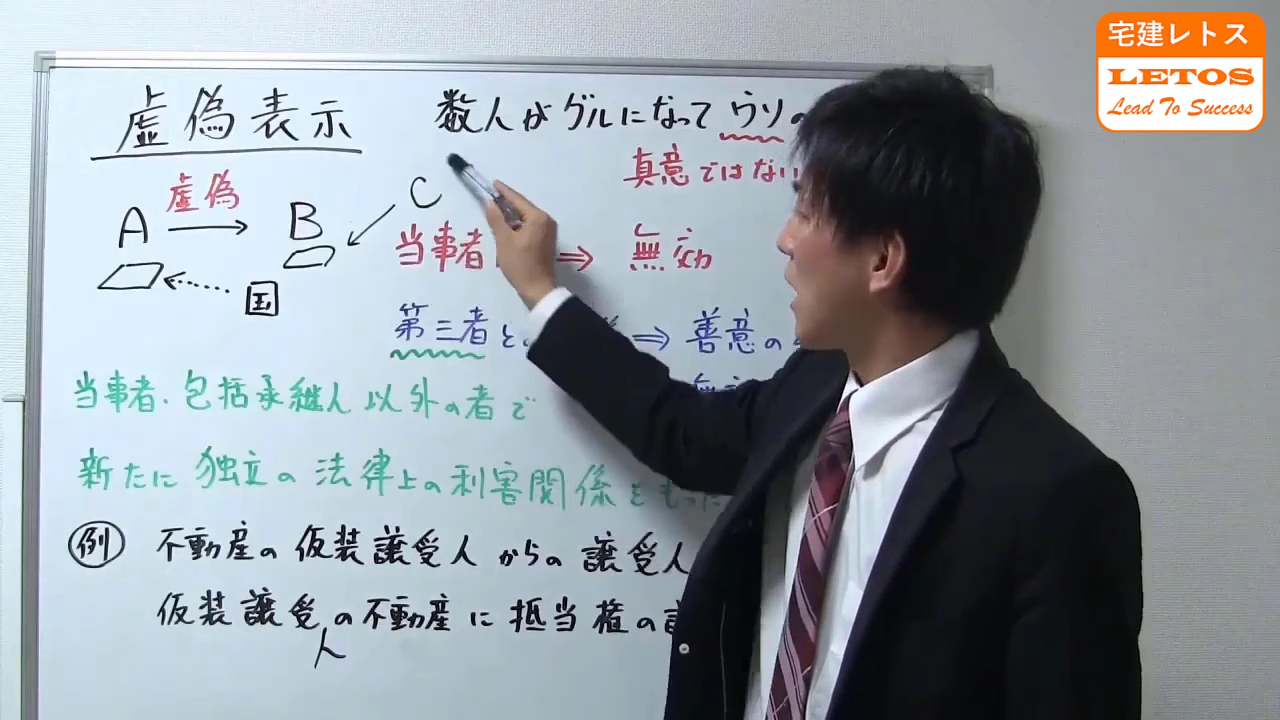 宅建レトス
LETOS
Lead To Success
虚偽表示
数人がグルになってウソの
真意ではない
虚偽
A → B
C
国
当事者 ⇒ 無効
第三者と ⇒ 善意の
当事者、包括承継人以外の者で
新たに独立の法律上の利害関係をもった
例 不動産の仮装譲受人からの譲受人
仮装譲受人の不動産に抵当権の